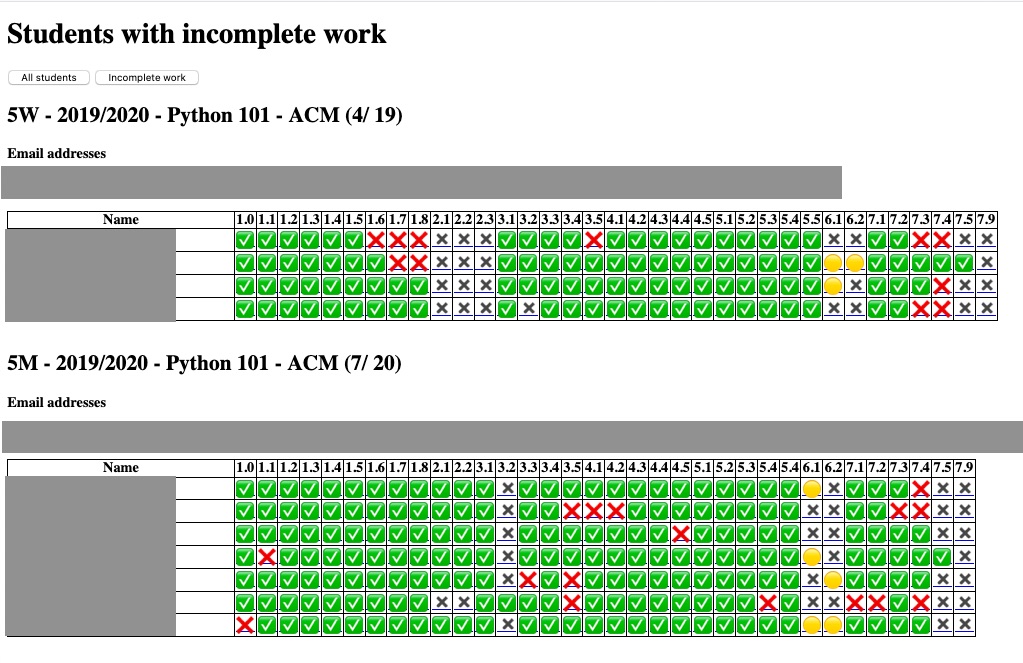 Students with incomplete work
All students Incomplete work
5W - 2019/2020 - Python 101 - ACM (4/ 19)
Email addresses
Name 1.0 1.1 1.2 1.3 1.4 1.5 1.6 1.7 1.8 2.1 2.2 2.3 3.1 3.2 3.3 3.4 3.5 4.1 4.2 4.3 4.4 4.5 5.1 5.2 5.3 5.4 5.5 6.1 6.2 7.1 7.2 7.3 7.4 7.5 7.9
5M - 2019/2020 - Python 101 - ACM (7/ 20)
Email addresses
Name 1.0 1.1 1.2 1.3 1.4 1.5 1.6 1.7 1.8 2.1 2.2 3.1 3.2 3.3 3.4 3.5 4.1 4.2 4.3 4.4 4.5 5.1 5.2 5.3 5.4 5.4 6.1 6.2 7.1 7.2 7.3 7.4 7.5 7.9